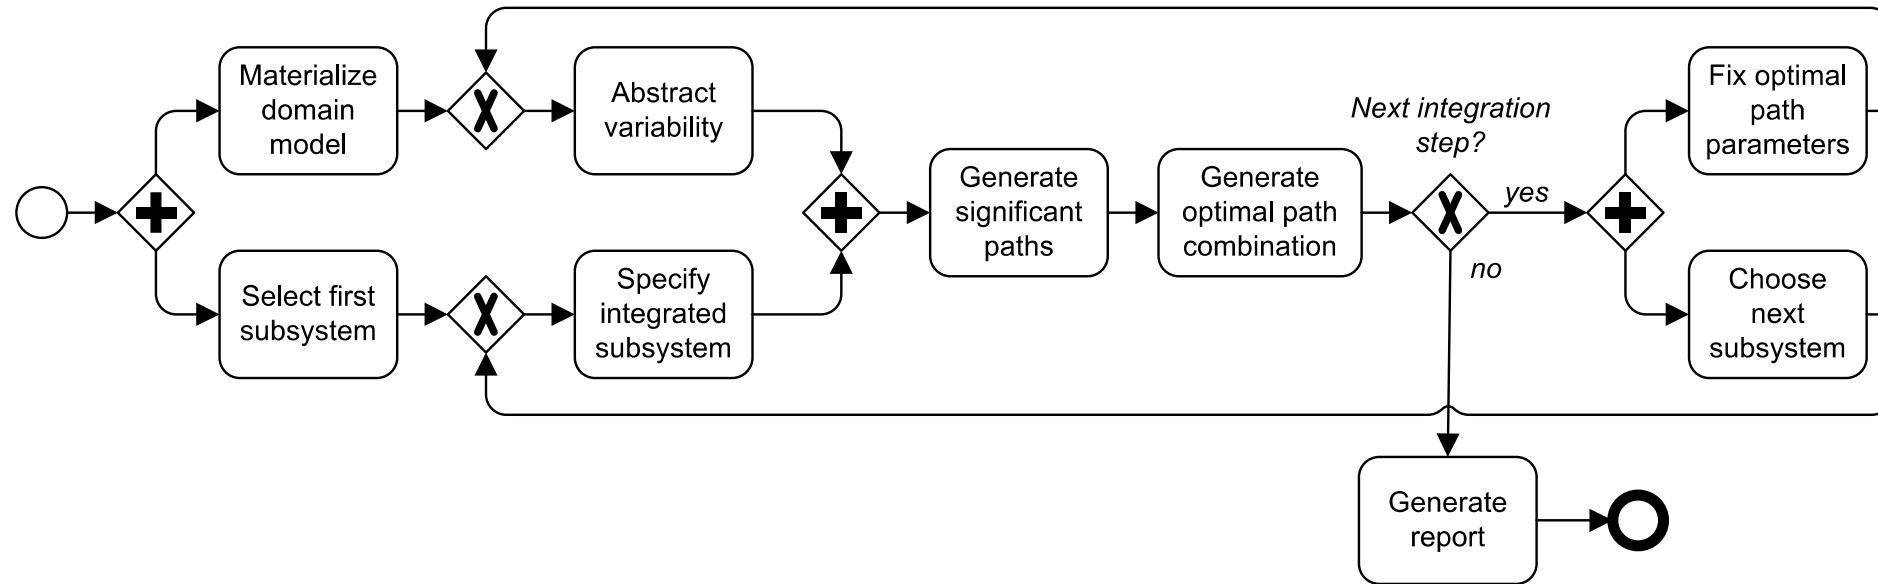 Materialize
domain
model
Select first
subsystem
Abstract
variability
Specify
integrated
subsystem
Generate
significant
paths
Generate
optimal path
combination
Next integration
step?
yes
no
Fix optimal
path
parameters
Choose
next
subsystem
Generate
report